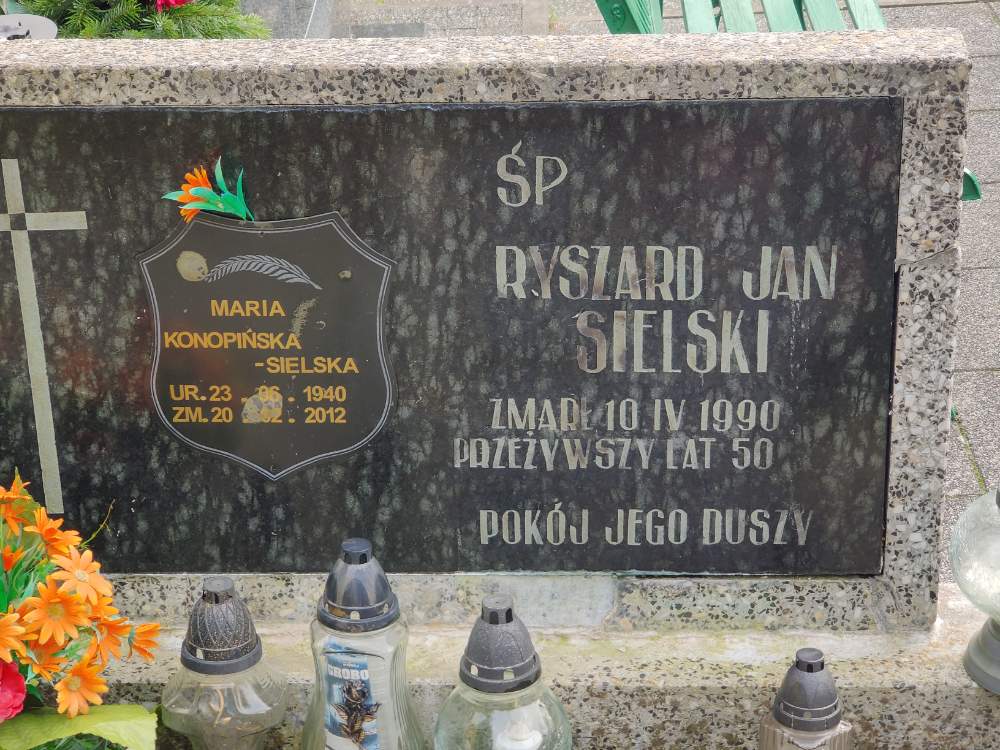 MARIA
KONOPIŃSKA
-SIELSKA
UR. 23 . 06 . 1940
ZM. 20 . 02 . 2012
ŚP
RYSZARD JAN
SIELSKI
ZMARŁ 10 IV 1990
PRZEŻYWSZY LAT 50
POKÓJ JEGO DUSZY
GROBO